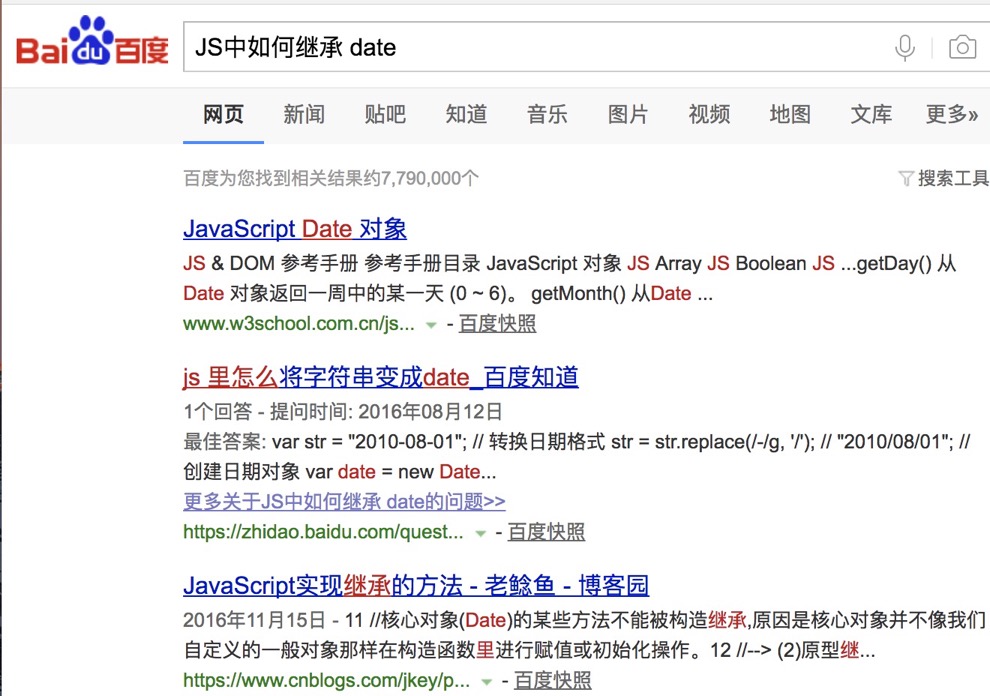 Bai du 百度
JS中如何继承 date
网页 新闻 贴吧 知道 音乐 图片 视频 地图 文库 更多»
百度为您找到相关结果约7,790,000个 搜索工具
JavaScript Date 对象
JS & DOM 参考手册 参考手册目录 JavaScript 对象 JS Array JS Boolean JS ...getDay() 从
Date 对象返回一周中的某一天 (0 ~ 6)。 getMonth() 从Date ...
www.w3school.com.cn/js... - 百度快照
js 里怎么将字符串变成date_百度知道
1个回答 - 提问时间: 2016年08月12日
最佳答案: var str = "2010-08-01"; // 转换日期格式 str = str.replace(/-/g, '/'); // "2010/08/01"; //
创建日期对象 var date = new Date...
更多关于JS中如何继承 date的问题>>
https://zhidao.baidu.com/quest... - 百度快照
JavaScript实现继承的方法 - 老鲶鱼 - 博客园
2016年11月15日 - 11 //核心对象(Date)的某些方法不能被构造继承,原因是核心对象并不像我们
自定义的一般对象那样在构造函数里进行赋值或初始化操作。12 //--> (2)原型继...
https://www.cnblogs.com/jkey/p... - 百度快照